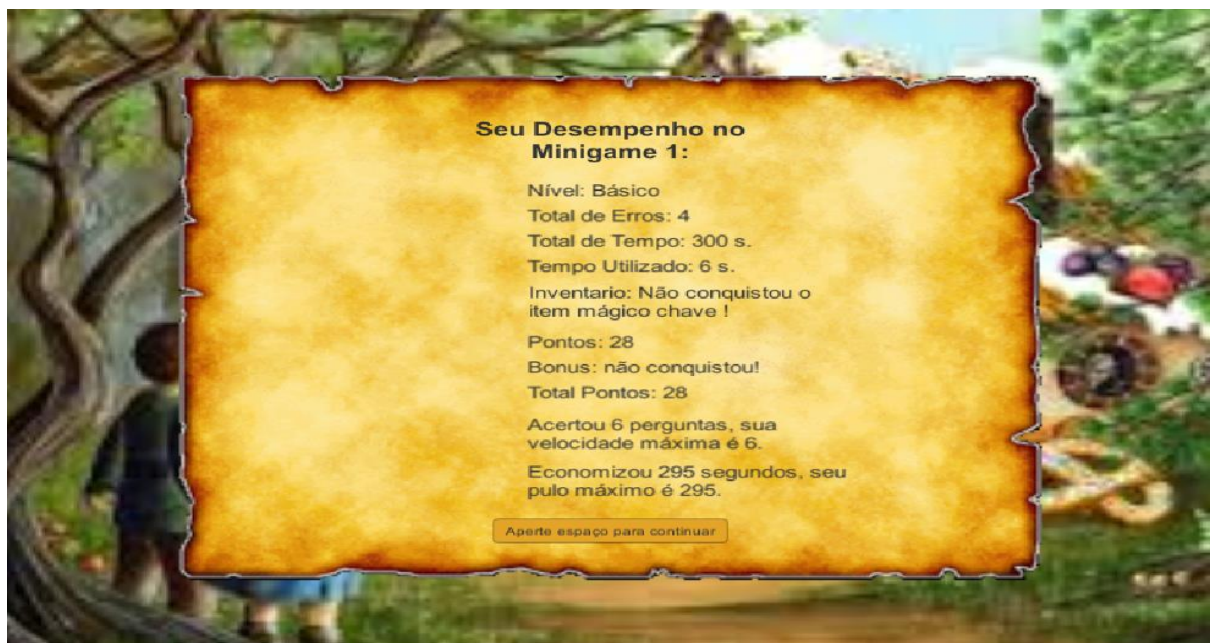 Seu Desempenho no
Minigame 1:
Nível: Básico
Total de Erros: 4
Total de Tempo: 300 s.
Tempo Utilizado: 6 s.
Inventario: Não conquistou o
item mágico chave !
Pontos: 28
Bonus: não conquistou!
Total Pontos: 28
Acertou 6 perguntas, sua
velocidade máxima é 6.
Economizou 295 segundos, seu
pulo máximo é 295.
Aperte espaço para continuar